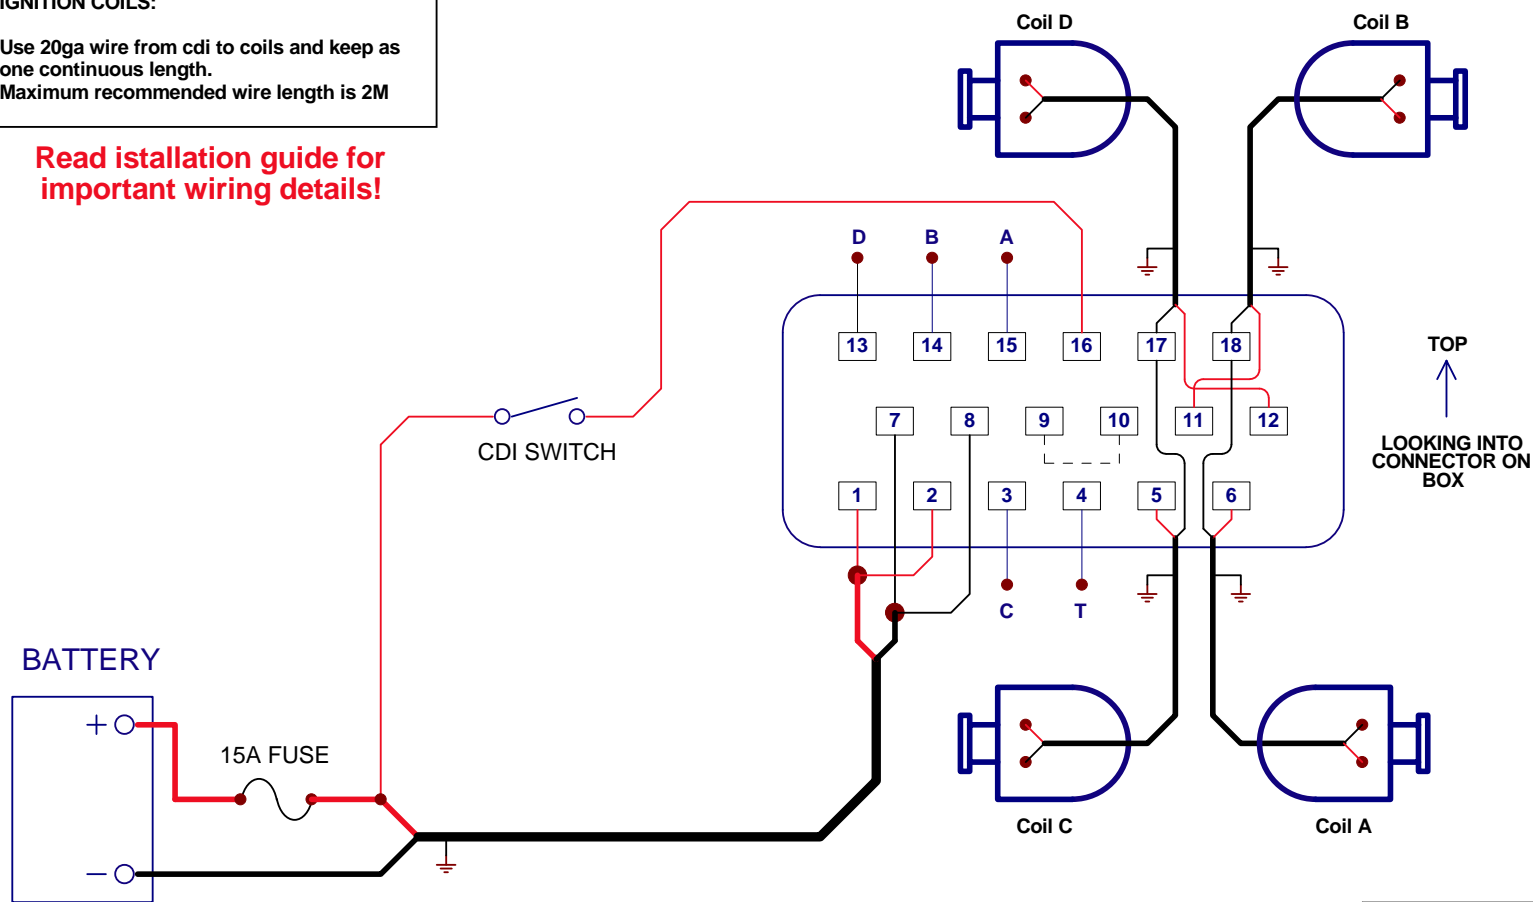 IGNITION COILS:
Use 20ga wire from cdi to coils and keep as
one continuous length.
Maximum recommended wire length is 2M
Read istallation guide for
important wiring details!
Coil D
Coil B
D
B
A
13
14
15
16
17
18
TOP
7
8
9
10
11
12
CDI SWITCH
LOOKING INTO
CONNECTOR ON
BOX
1
2
3
4
5
6
C
T
BATTERY
+
15A FUSE
−
Coil C
Coil A